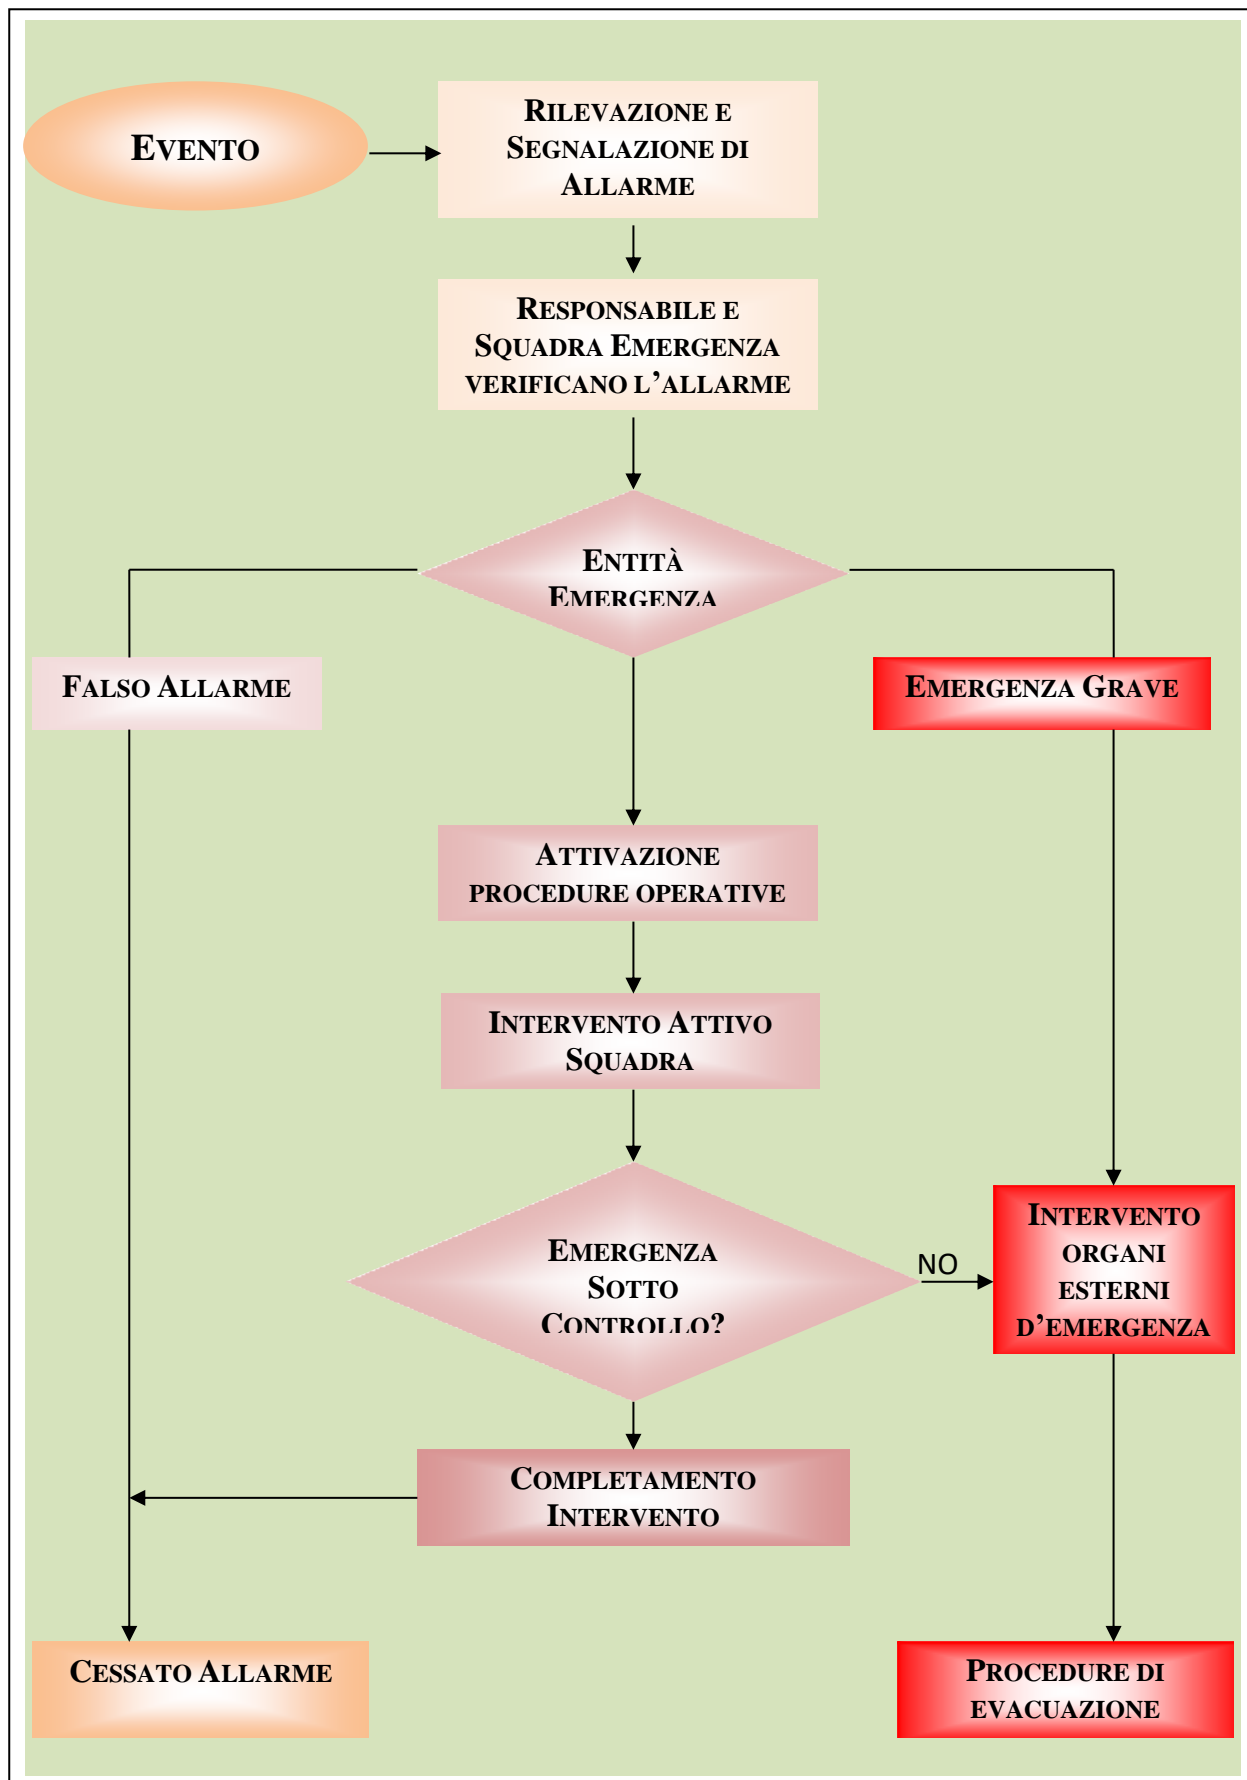 EVENTO
RILEVAZIONE E
SEGNALAZIONE DI
ALLARME
RESPONSABILE E
SQUADRA EMERGENZA
VERIFICANO L’ALLARME
ENTITÀ
EMERGENZA
FALSO ALLARME
EMERGENZA GRAVE
ATTIVAZIONE
PROCEDURE OPERATIVE
INTERVENTO ATTIVO
SQUADRA
EMERGENZA
SOTTO
CONTROLLO?
NO
INTERVENTO
ORGANI
ESTERNI
D’EMERGENZA
COMPLETAMENTO
INTERVENTO
CESSATO ALLARME
PROCEDURE DI
EVACUAZIONE